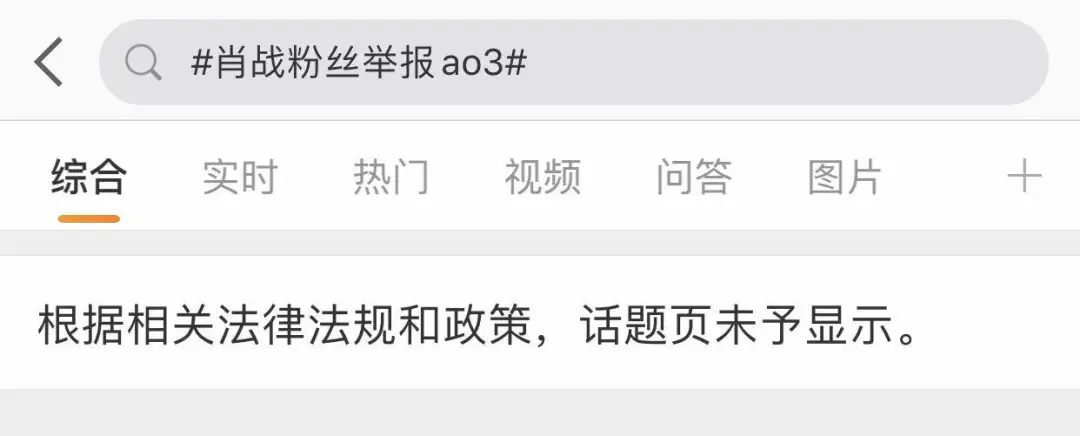 #肖战粉丝举报ao3#
综合 实时 热门 视频 问答 图片
根据相关法律法规和政策，话题页未予显示。